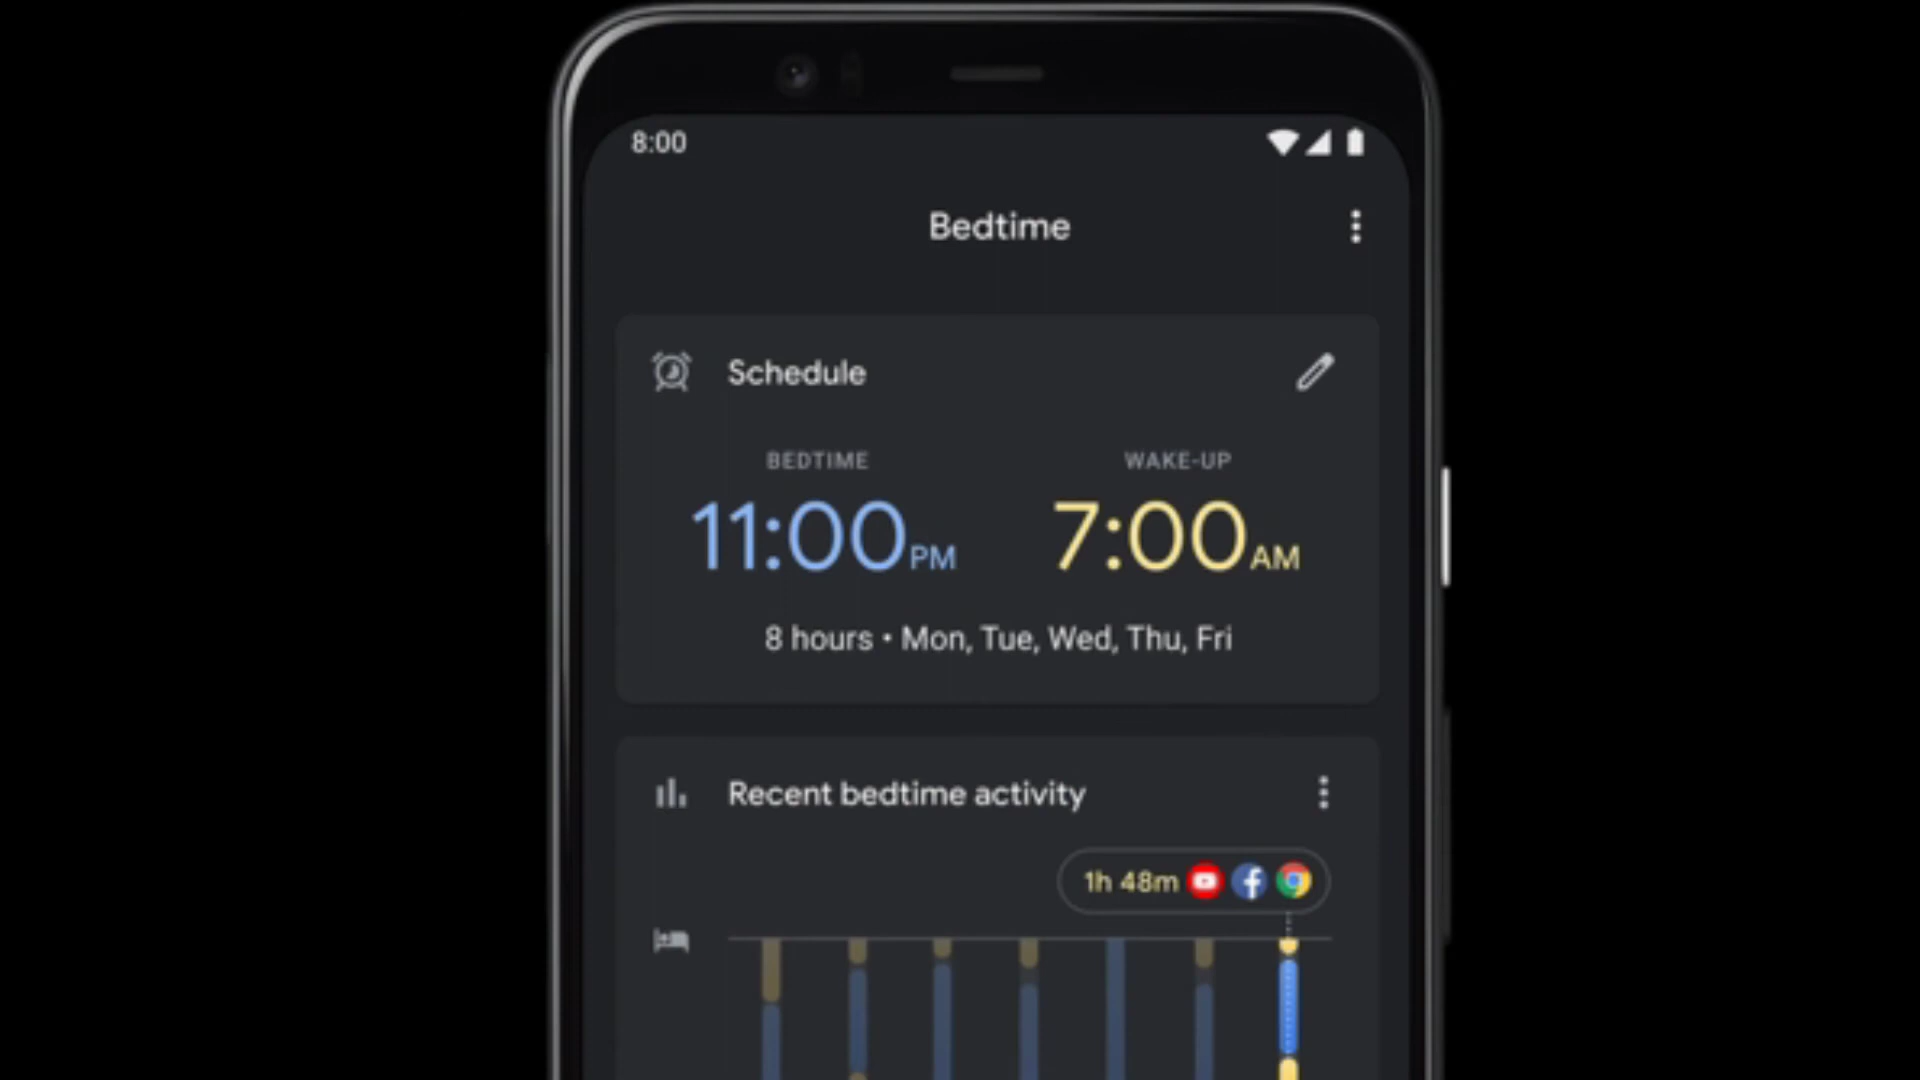 8:00
Bedtime
Schedule
BEDTIME
WAKE-UP
11:00PM
7:00AM
8 hours • Mon, Tue, Wed, Thu, Fri
Recent bedtime activity
1h 48m